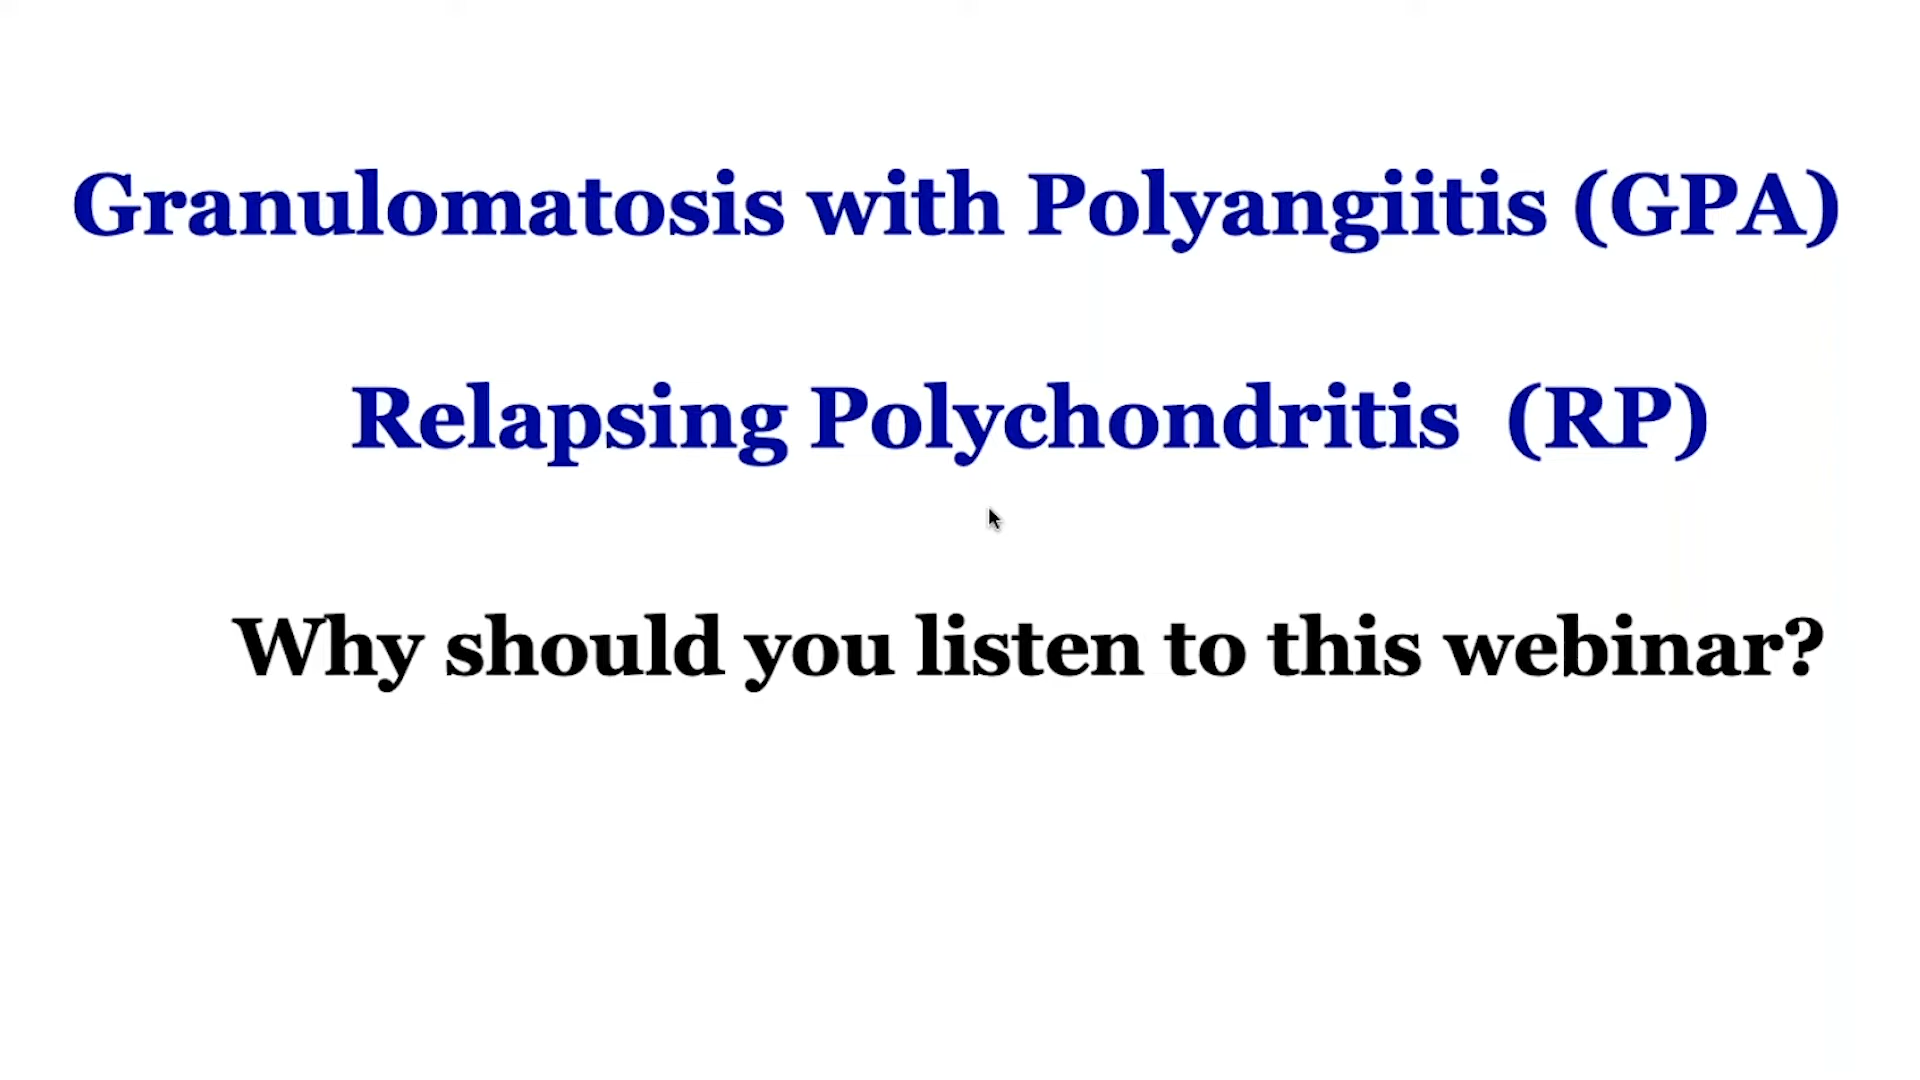 Granulomatosis with Polyangiitis (GPA)
Relapsing Polychondritis (RP)
Why should you listen to this webinar?